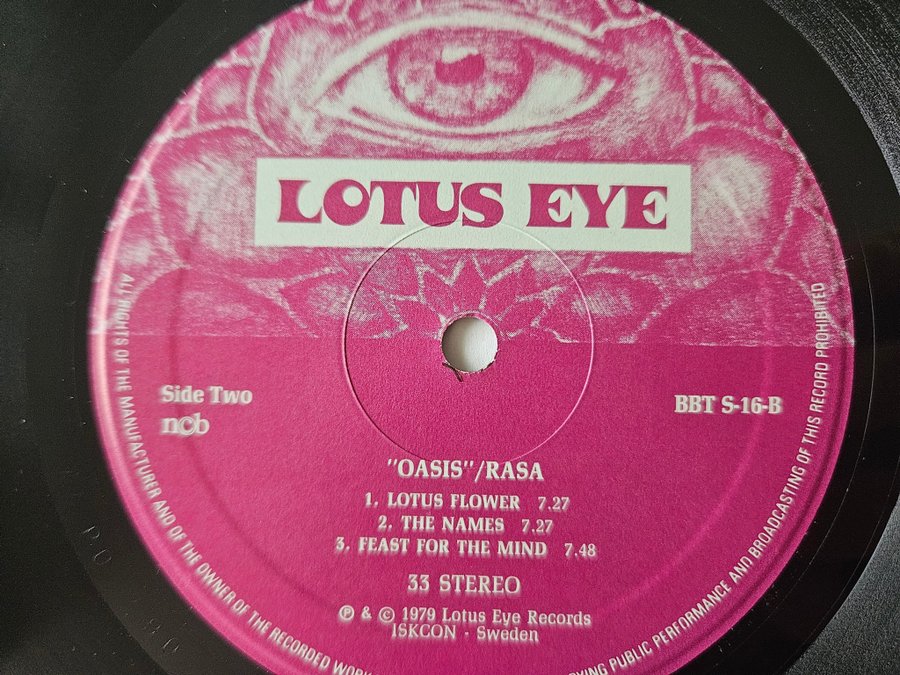 LOTUS EYE
Side Two
ncb
BBT S-16-B
"OASIS"/RASA
1. LOTUS FLOWER 7.27
2. THE NAMES 7.27
3. FEAST FOR THE MIND 7.48
33 STEREO
℗ & © 1979 Lotus Eye Records
ISKCON - Sweden
ALL RIGHTS OF THE MANUFACTURER AND OF THE OWNER OF THE RECORDED WORK
PUBLIC PERFORMANCE AND BROADCASTING OF THIS RECORD PROHIBITED